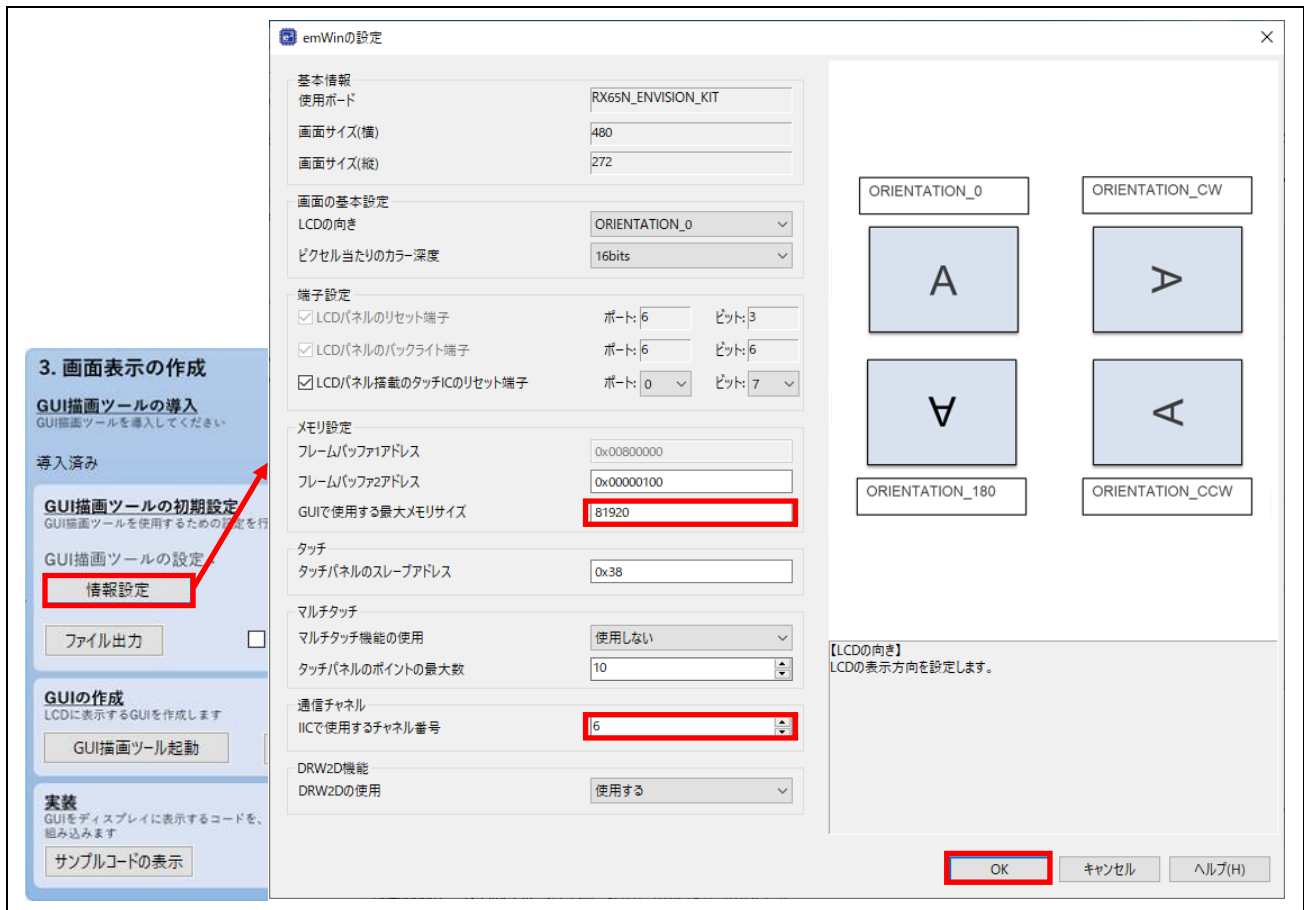 emWinの設定
基本情報
使用ボード RX65N_ENVISION_KIT
画面サイズ(横) 480
画面サイズ(縦) 272
画面の基本設定
LCDの向き ORIENTATION_0
ピクセル当たりのカラー深度 16bits
端子設定
LCDパネルのリセット端子 ポート: 6 ビット: 3
LCDパネルのバックライト端子 ポート: 6 ビット: 6
LCDパネル搭載のタッチICのリセット端子 ポート: 0 ビット: 7
メモリ設定
フレームバッファ1アドレス 0x00800000
フレームバッファ2アドレス 0x00000100
GUIで使用する最大メモリサイズ 81920
タッチ
タッチパネルのスレーブアドレス 0x38
マルチタッチ
マルチタッチ機能の使用 使用しない
タッチパネルのポイントの最大数 10
通信チャネル
IICで使用するチャネル番号 6
DRW2D機能
DRW2Dの使用 使用する
ORIENTATION_0 ORIENTATION_CW
A A
A A
ORIENTATION_180 ORIENTATION_CCW
【LCDの向き】
LCDの表示方向を設定します。
OK キャンセル ヘルプ(H)
3. 画面表示の作成
GUI描画ツールの導入
GUI描画ツールを導入してください
導入済み
GUI描画ツールの初期設定
GUI描画ツールを使用するための設定を行
GUI描画ツールの設定
情報設定
ファイル出力
GUIの作成
LCDに表示するGUIを作成します
GUI描画ツール起動
実装
GUIをディスプレイに表示するコードを、
組み込みます
サンプルコードの表示